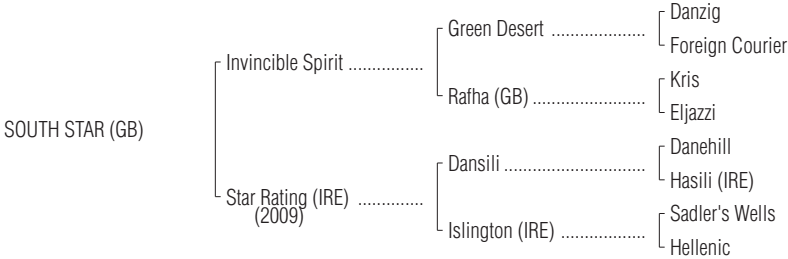 Danzig
Green Desert .....................
Foreign Courier
Invincible Spirit ................
Kris
Rafha (GB) ........................
Eljazzi
SOUTH STAR (GB)
Danehill
Dansili ..............................
Hasili (IRE)
Star Rating (IRE) ..............
(2009)
Sadler's Wells
Islington (IRE) ..................
Hellenic